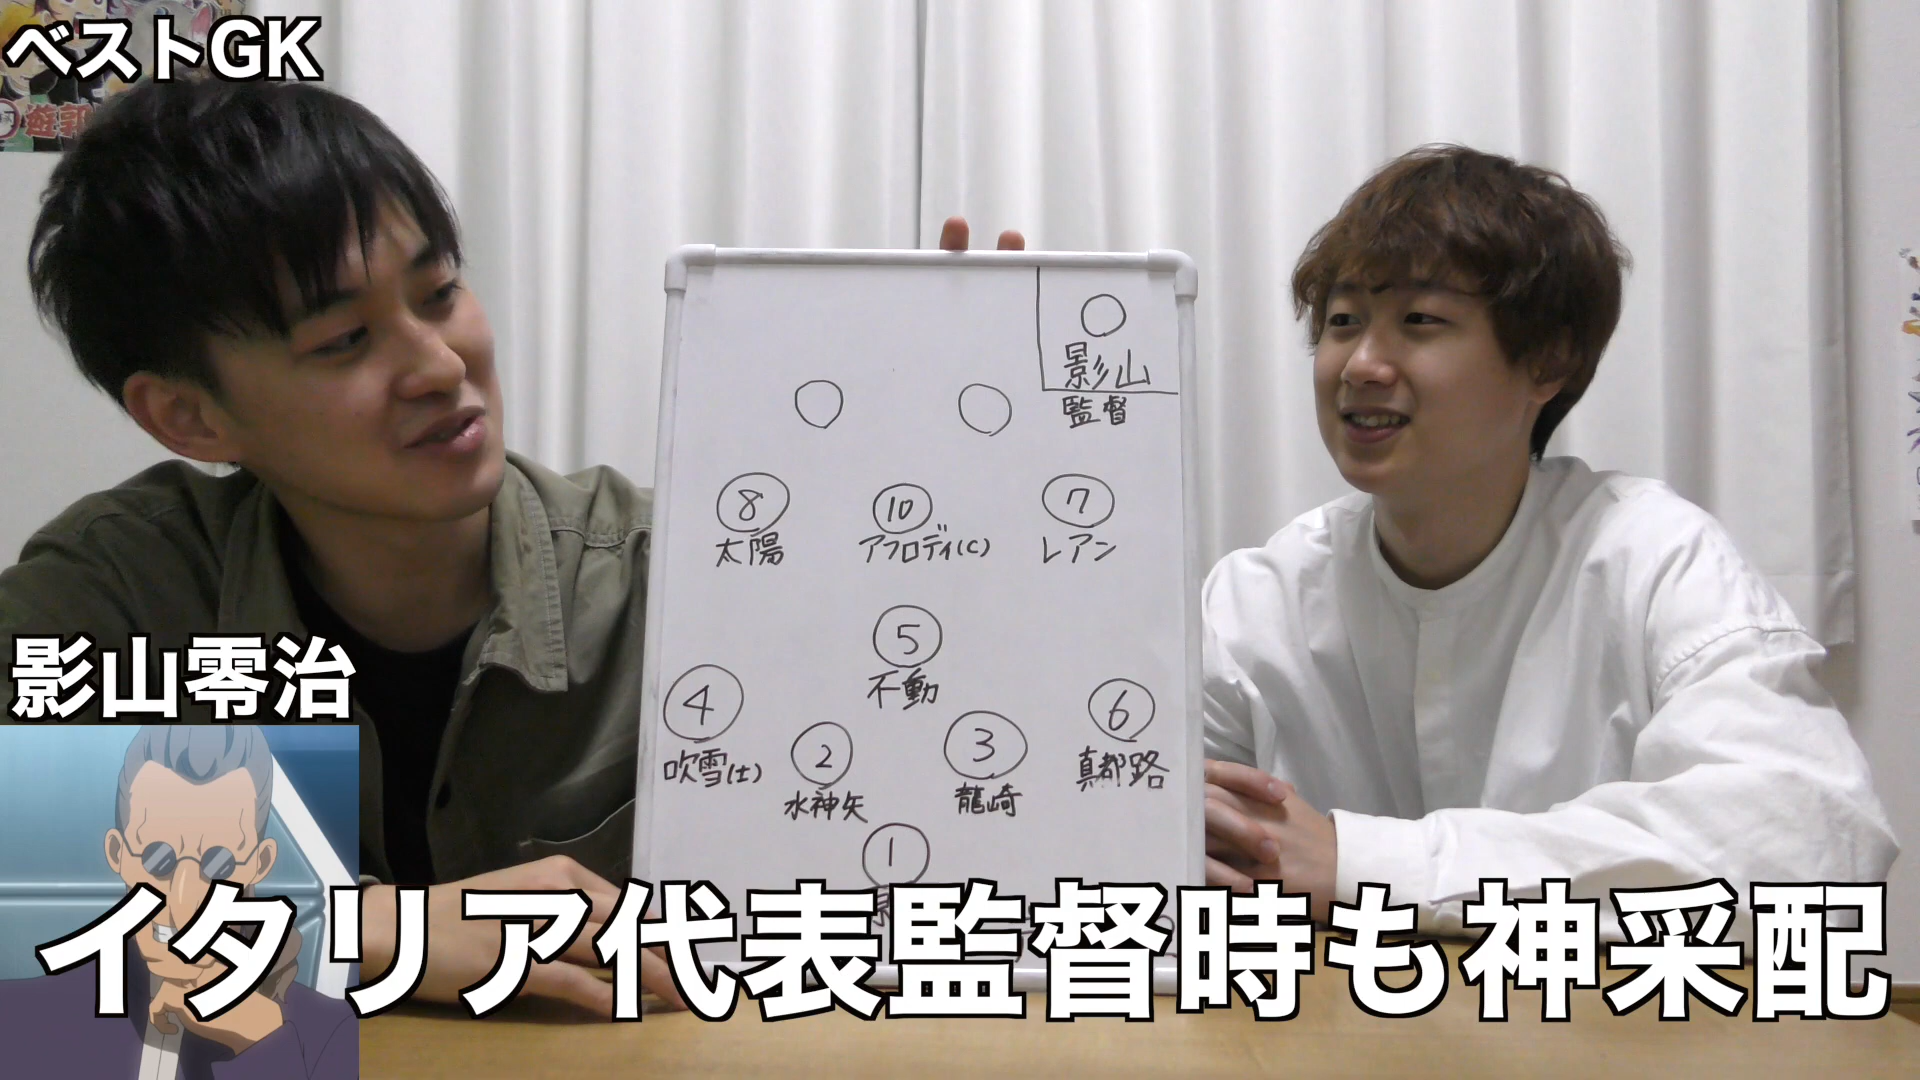 ベストGK
遊郭
影山
監督
8
10
7
太陽
アフロディ(C)
レアン
5
不動
4
6
吹雪(士)
2
3
真都路
水神矢
龍崎
1
影山零治
イタリア代表監督時も神采配